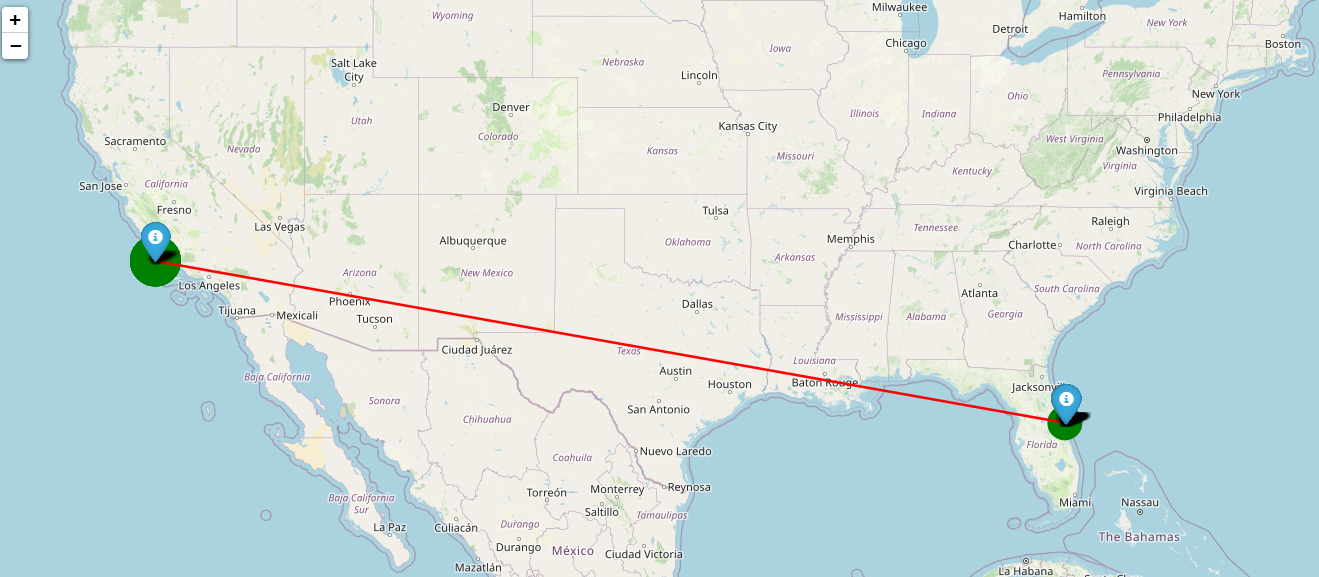 +
−
Wyoming
Milwaukee
Hamilton
New York
Detroit
Boston
Iowa
Chicago
Salt Lake
City
Nebraska
Lincoln
Pennsylvania
New York
Ohio
Denver
Utah
Illinois
Indiana
Philadelphia
Kansas City
Colorado
Sacramento
Nevada
Kansas
Missouri
West Virginia
Washington
Virginia
Kentucky
San Jose
California
Virginia Beach
Fresno
Tulsa
Las Vegas
Raleigh
Albuquerque
Oklahoma
Memphis
Tennessee
Charlotte
North Carolina
Arkansas
Arizona
New Mexico
Los Angeles
Phoenix
Atlanta
South Carolina
Dallas
Tijuana
Mexicali
Tucson
Mississippi
Alabama
Georgia
Ciudad Juárez
Texas
Louisiana
Baja California
Austin
Houston
Baton Rouge
Sonora
San Antonio
Chihuahua
Florida
Nuevo Laredo
Coahuila
Baja California
Sur
Torreón
Monterrey
Reynosa
Saltillo
Tamaulipas
Miami
Nassau
La Paz
Culiacán
Durango
Durango
México
Ciudad Victoria
The Bahamas
Mazatlán
La Habana